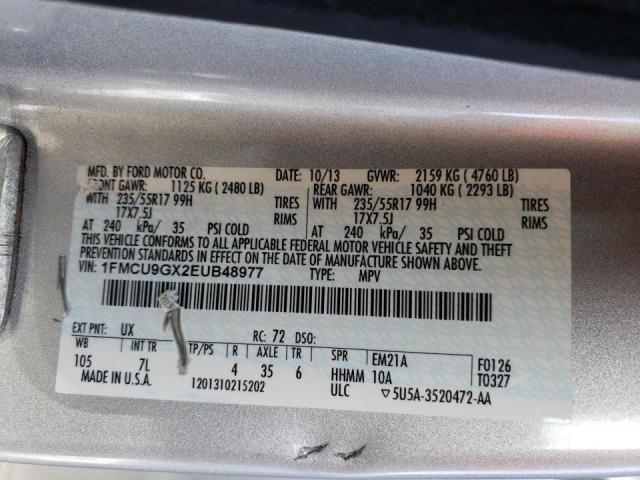 MFD. BY FORD MOTOR CO. DATE: 10/13 GVWR: 2159 KG ( 4760 LB)
FRONT GAWR: 1125 KG ( 2480 LB) REAR GAWR: 1040 KG ( 2293 LB)
WITH 235/55R17 99H TIRES WITH 235/55R17 99H TIRES
17X7.5J RIMS 17X7.5J RIMS
AT 240 kPa/ 35 PSI COLD AT 240 kPa/ 35 PSI COLD
THIS VEHICLE CONFORMS TO ALL APPLICABLE FEDERAL MOTOR VEHICLE SAFETY AND THEFT
PREVENTION STANDARDS IN EFFECT ON THE DATE OF MANUFACTURE SHOWN ABOVE.
VIN: 1FMCU9GX2EUB48977 TYPE: MPV
EXT PNT: UX RC: 72 DSO:
WB INT TR TP/PS R AXLE TR SPR EM21A F0126
105 7L 4 35 6 HHMM 10A T0327
MADE IN U.S.A. 1201310215202 ULC ▽5U5A-3520472-AA